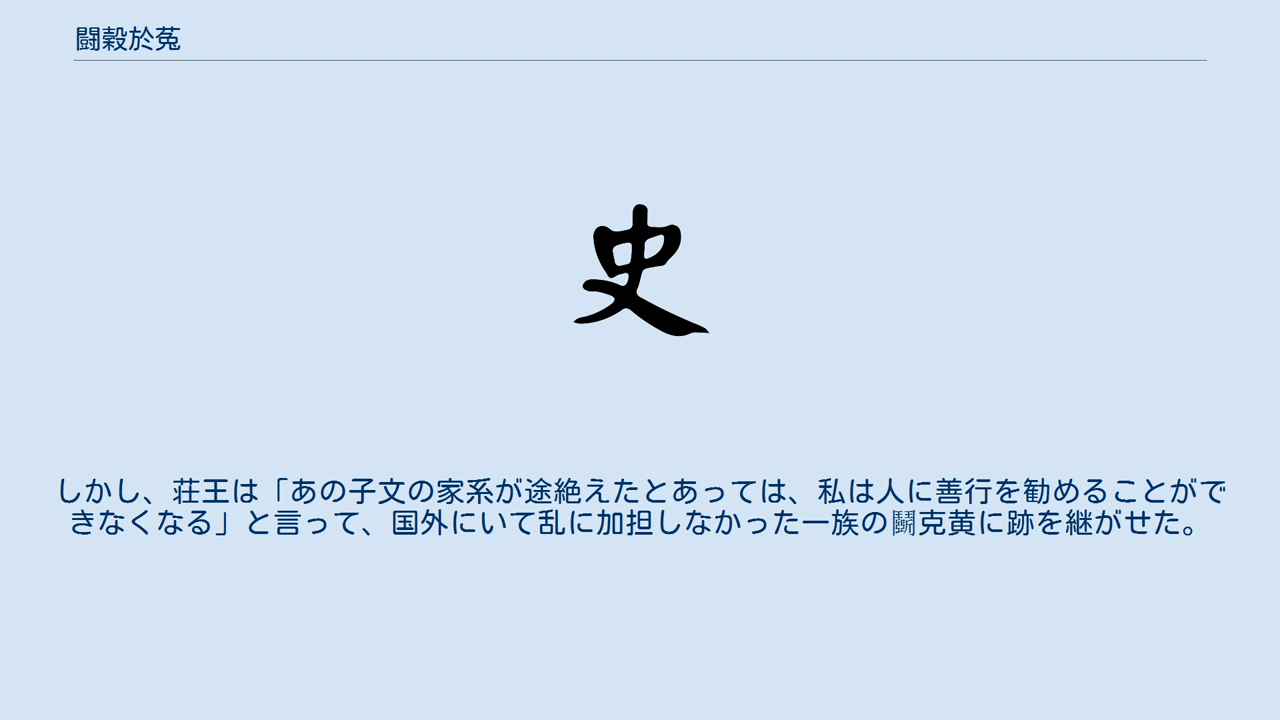 闘穀於菟
史
しかし、荘王は「あの子文の家系が途絶えたとあっては、私は人に善行を勧めることがで
きなくなる」と言って、国外にいて乱に加担しなかった一族の鬭克黄に跡を継がせた。